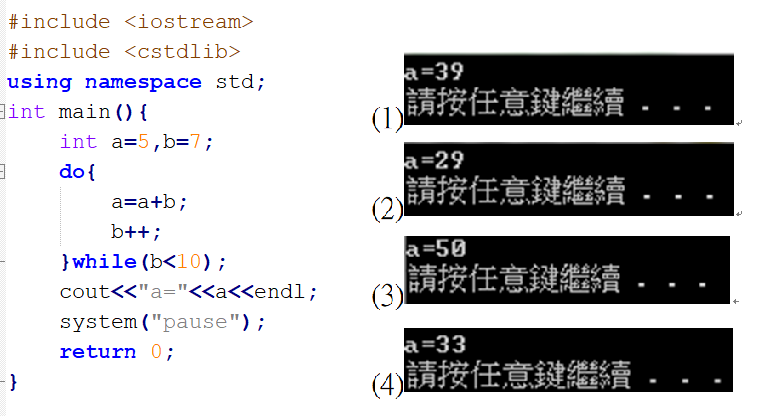 #include <iostream>
#include <cstdlib>
using namespace std;
int main(){
int a=5,b=7;
do{
a=a+b;
b++;
}while(b<10);
cout<<"a="<<a<<endl;
system("pause");
return 0;
}
a=39
(1)請按任意鍵繼續 . . .
a=29
(2)請按任意鍵繼續 . . .
a=50
(3)請按任意鍵繼續 . . .
a=33
(4)請按任意鍵繼續 . . .